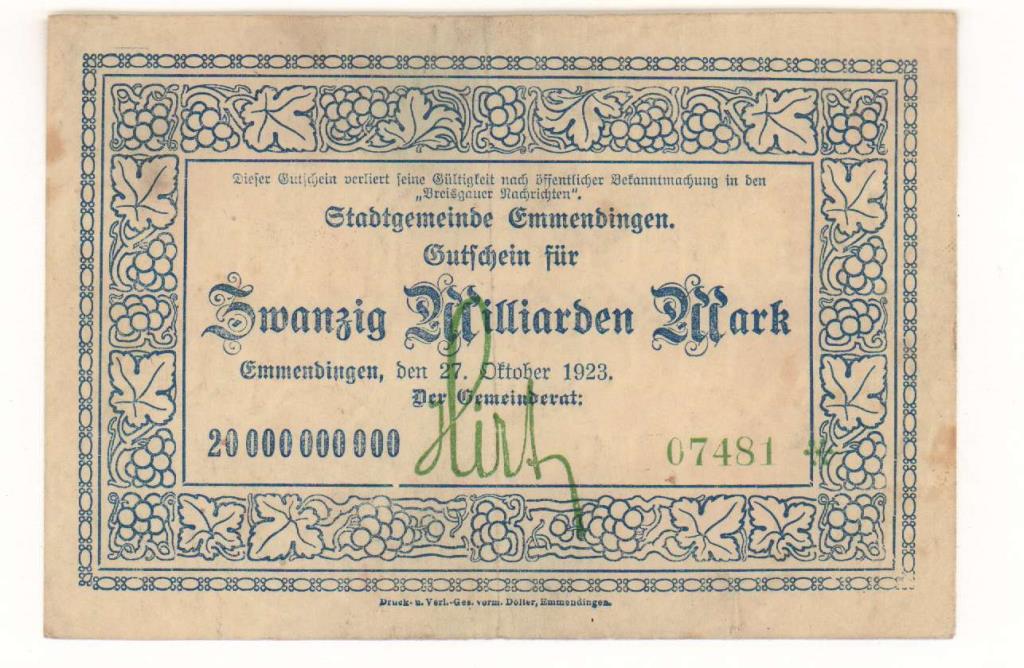 Dieser Gutschein verliert seine Gültigkeit nach öffentlicher Bekanntmachung in den
„Breisgauer Nachrichten“.
Stadtgemeinde Emmendingen.
Gutschein für
Zwanzig Milliarden Mark
Emmendingen, den 27. Oktober 1923.
Der Gemeinderat:
Hirt
20 000 000 000
07481 *
Druck- u. Verl.-Ges. vorm. Dölter, Emmendingen.